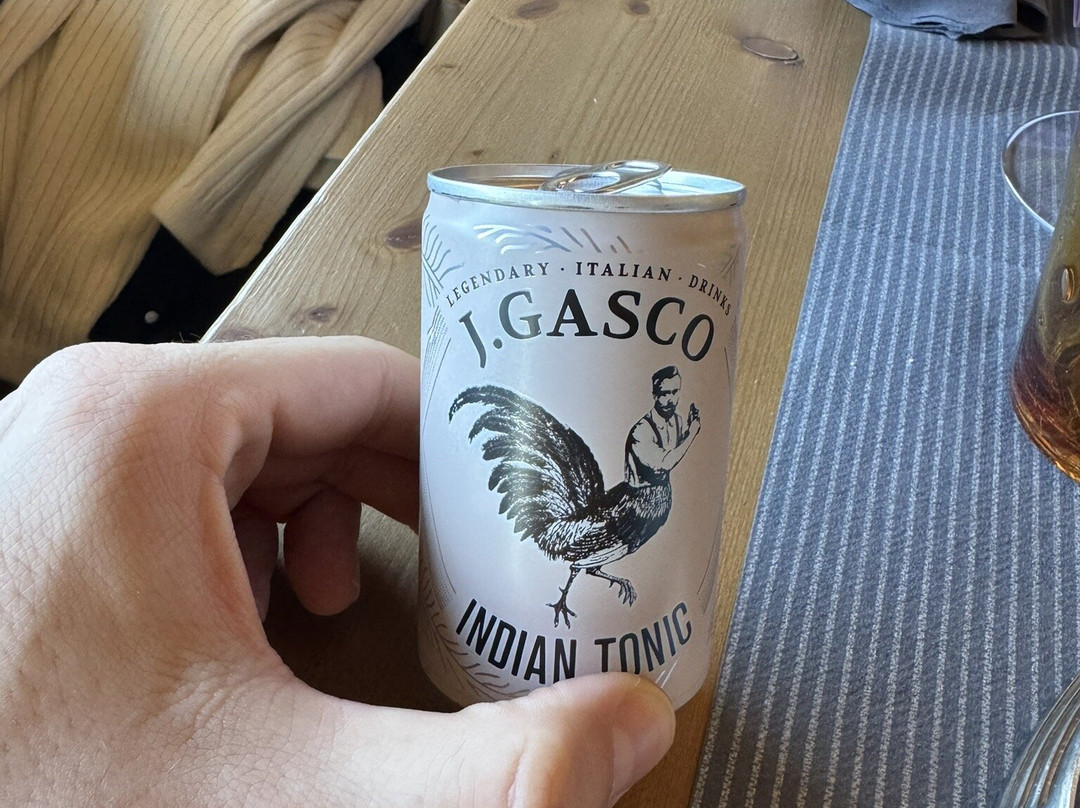 LEGENDARY · ITALIAN · DRINKS
J.GASCO
INDIAN TONIC